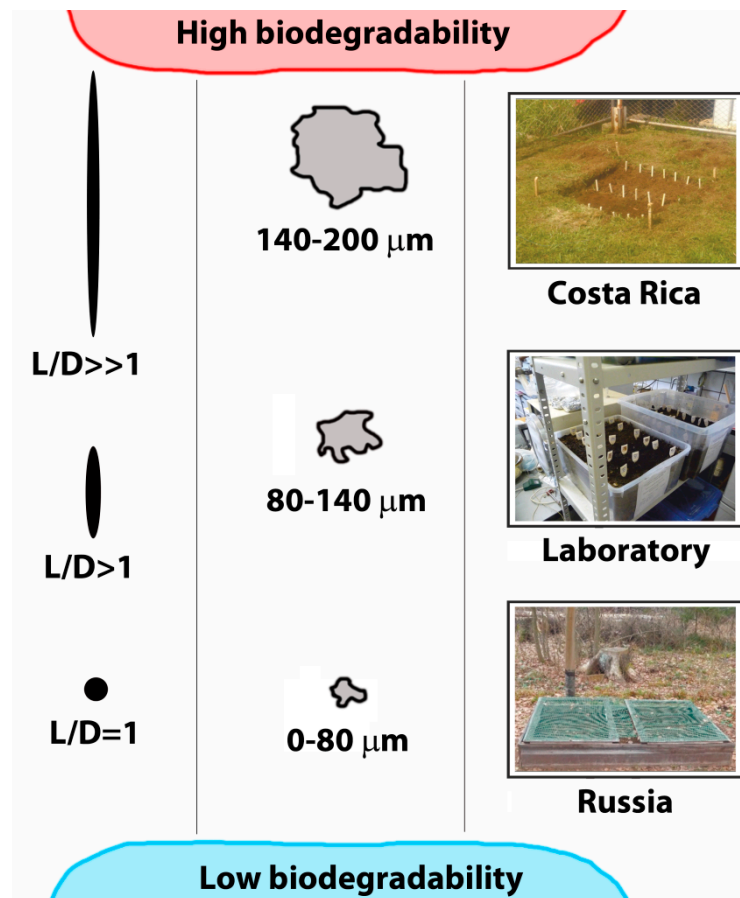 High biodegradability
L/D>>1
L/D>1
L/D=1
140-200 μm
80-140 μm
0-80 μm
Costa Rica
Laboratory
Russia
Low biodegradability